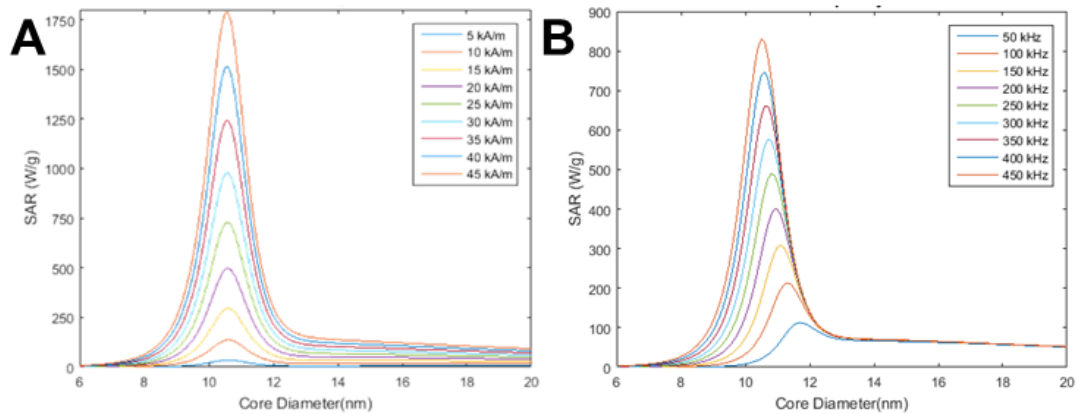 A
SAR (W/g)
1750
1500
1250
1000
750
500
250
0
6 8 10 12 14 16 18 20
Core Diameter(nm)
5 kA/m
10 kA/m
15 kA/m
20 kA/m
25 kA/m
30 kA/m
35 kA/m
40 kA/m
45 kA/m
B
SAR (W/g)
900
800
700
600
500
400
300
200
100
0
6 8 10 12 14 16 18 20
Core Diameter(nm)
50 kHz
100 kHz
150 kHz
200 kHz
250 kHz
300 kHz
350 kHz
400 kHz
450 kHz